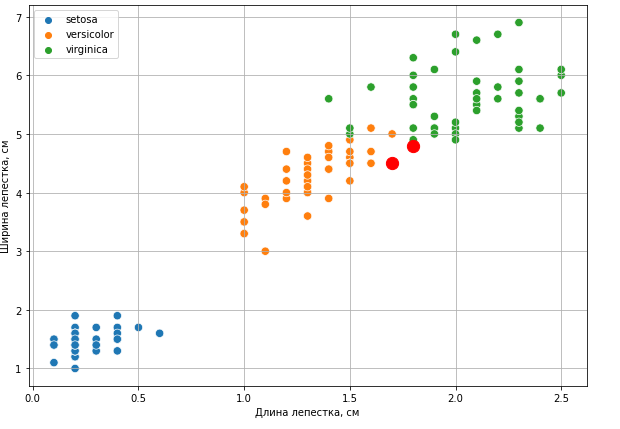 setosa
versicolor
virginica
7
6
5
4
3
2
1
Ширина лепестка, см
0.0 0.5 1.0 1.5 2.0 2.5
Длина лепестка, см